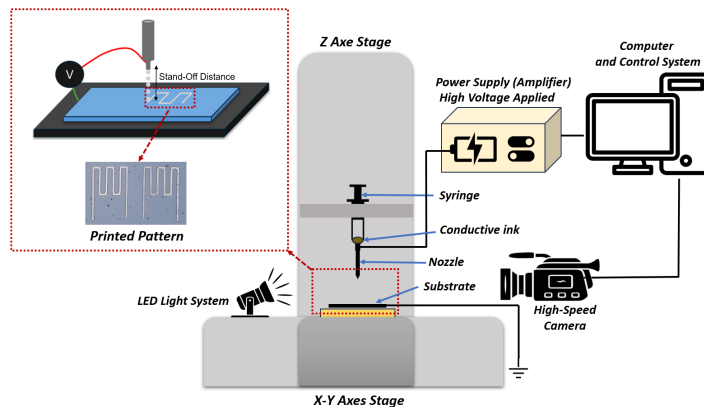 V
Stand-Off Distance
Printed Pattern
Z Axe Stage
Power Supply (Amplifier)
High Voltage Applied
Computer
and Control System
Syringe
Conductive ink
Nozzle
Substrate
LED Light System
High-Speed
Camera
X-Y Axes Stage